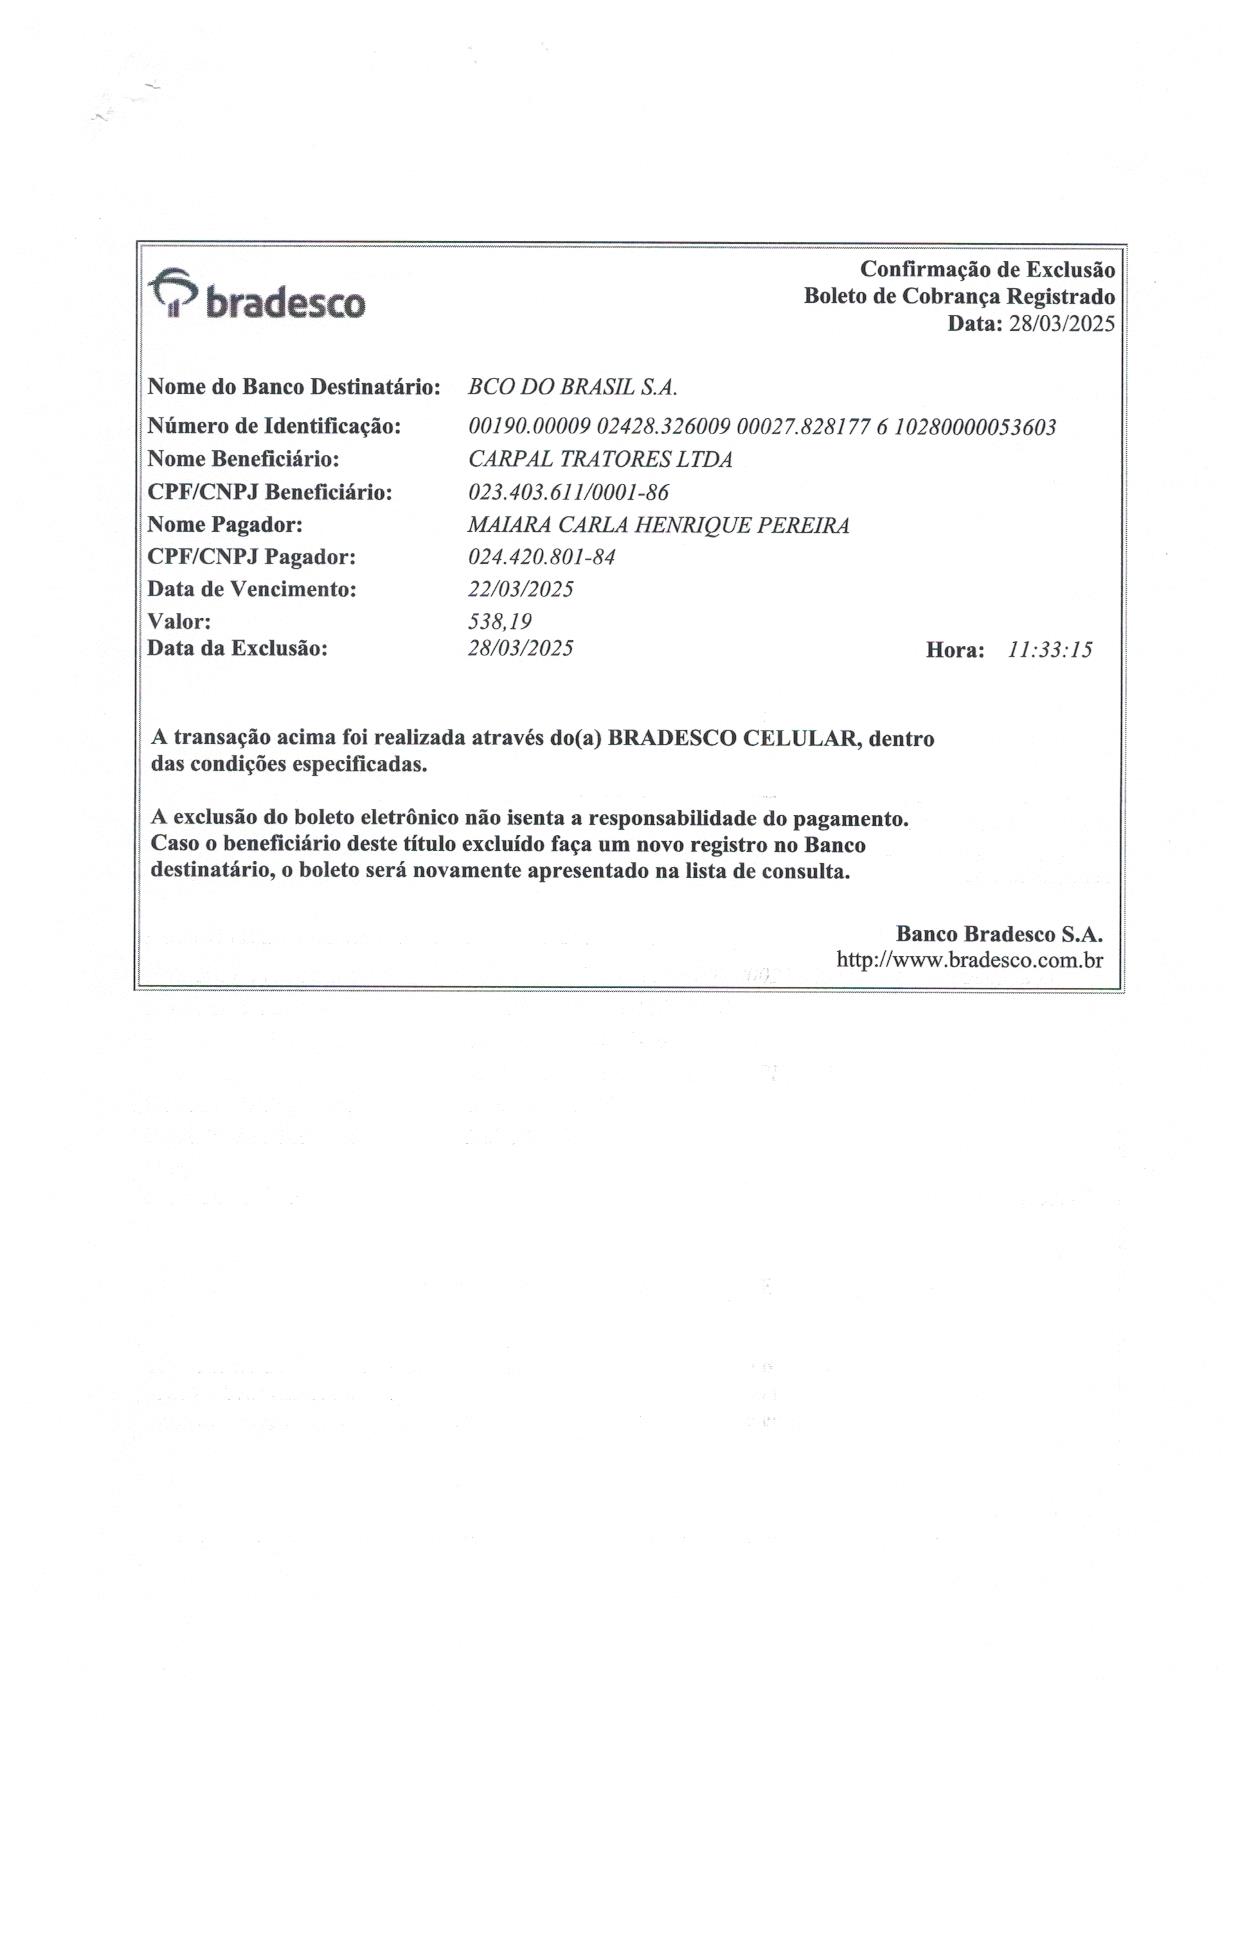 bradesco
Confirmação de Exclusão
Boleto de Cobrança Registrado
Data: 28/03/2025
Nome do Banco Destinatário: BCO DO BRASIL S.A.
Número de Identificação: 00190.00009 02428.326009 00027.828177 6 10280000053603
Nome Beneficiário: CARPAL TRATORES LTDA
CPF/CNPJ Beneficiário: 023.403.611/0001-86
Nome Pagador: MAIARA CARLA HENRIQUE PEREIRA
CPF/CNPJ Pagador: 024.420.801-84
Data de Vencimento: 22/03/2025
Valor: 538,19
Data da Exclusão: 28/03/2025 Hora: 11:33:15
A transação acima foi realizada através do(a) BRADESCO CELULAR, dentro
das condições especificadas.
A exclusão do boleto eletrônico não isenta a responsabilidade do pagamento.
Caso o beneficiário deste título excluído faça um novo registro no Banco
destinatário, o boleto será novamente apresentado na lista de consulta.
Banco Bradesco S.A.
http://www.bradesco.com.br